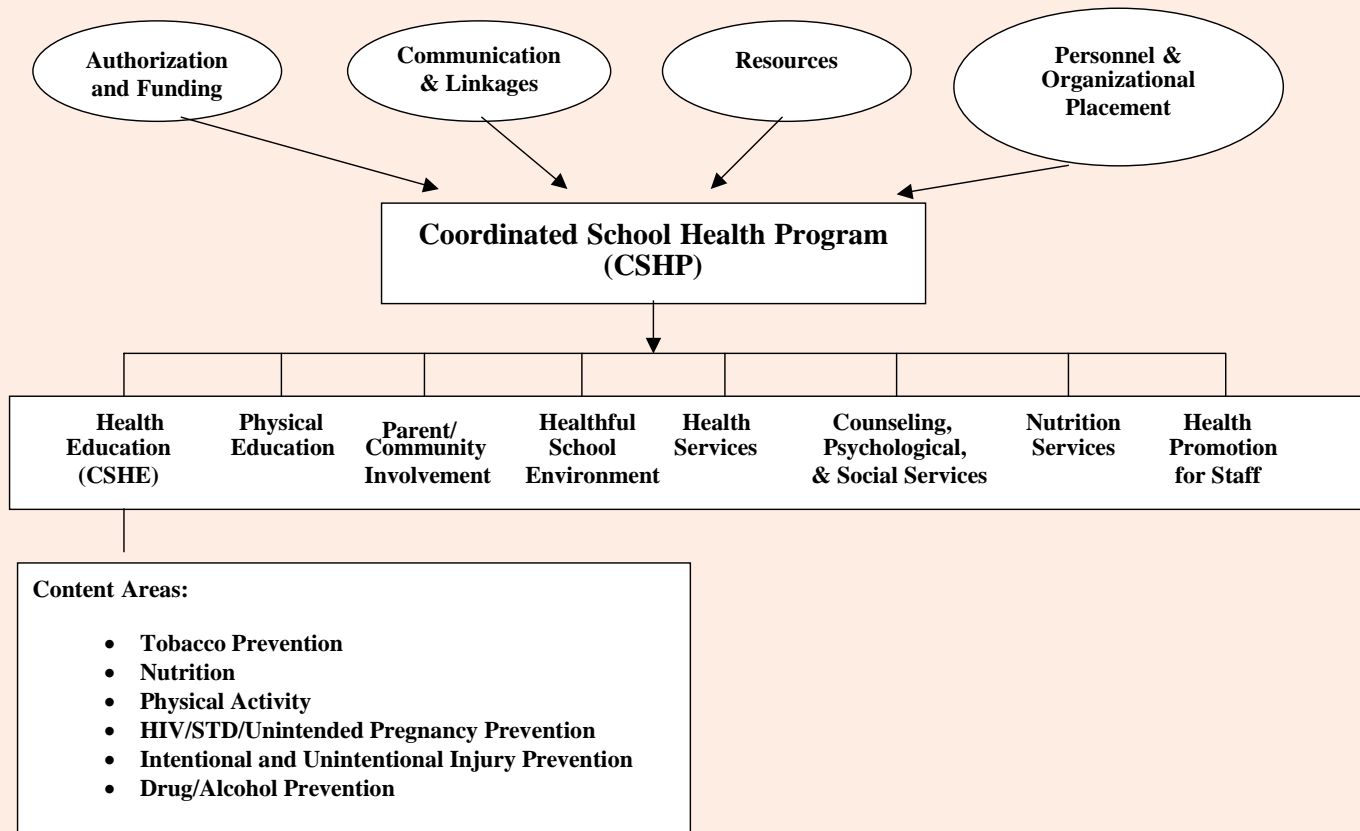 Authorization
and Funding
Communication
& Linkages
Resources
Personnel &
Organizational
Placement
Coordinated School Health Program
(CSHP)
Health
Education
(CSHE)
Physical
Education
Parent/
Community
Involvement
Healthful
School
Environment
Health
Services
Counseling,
Psychological,
& Social Services
Nutrition
Services
Health
Promotion
for Staff
Content Areas:
• Tobacco Prevention
• Nutrition
• Physical Activity
• HIV/STD/Unintended Pregnancy Prevention
• Intentional and Unintentional Injury Prevention
• Drug/Alcohol Prevention